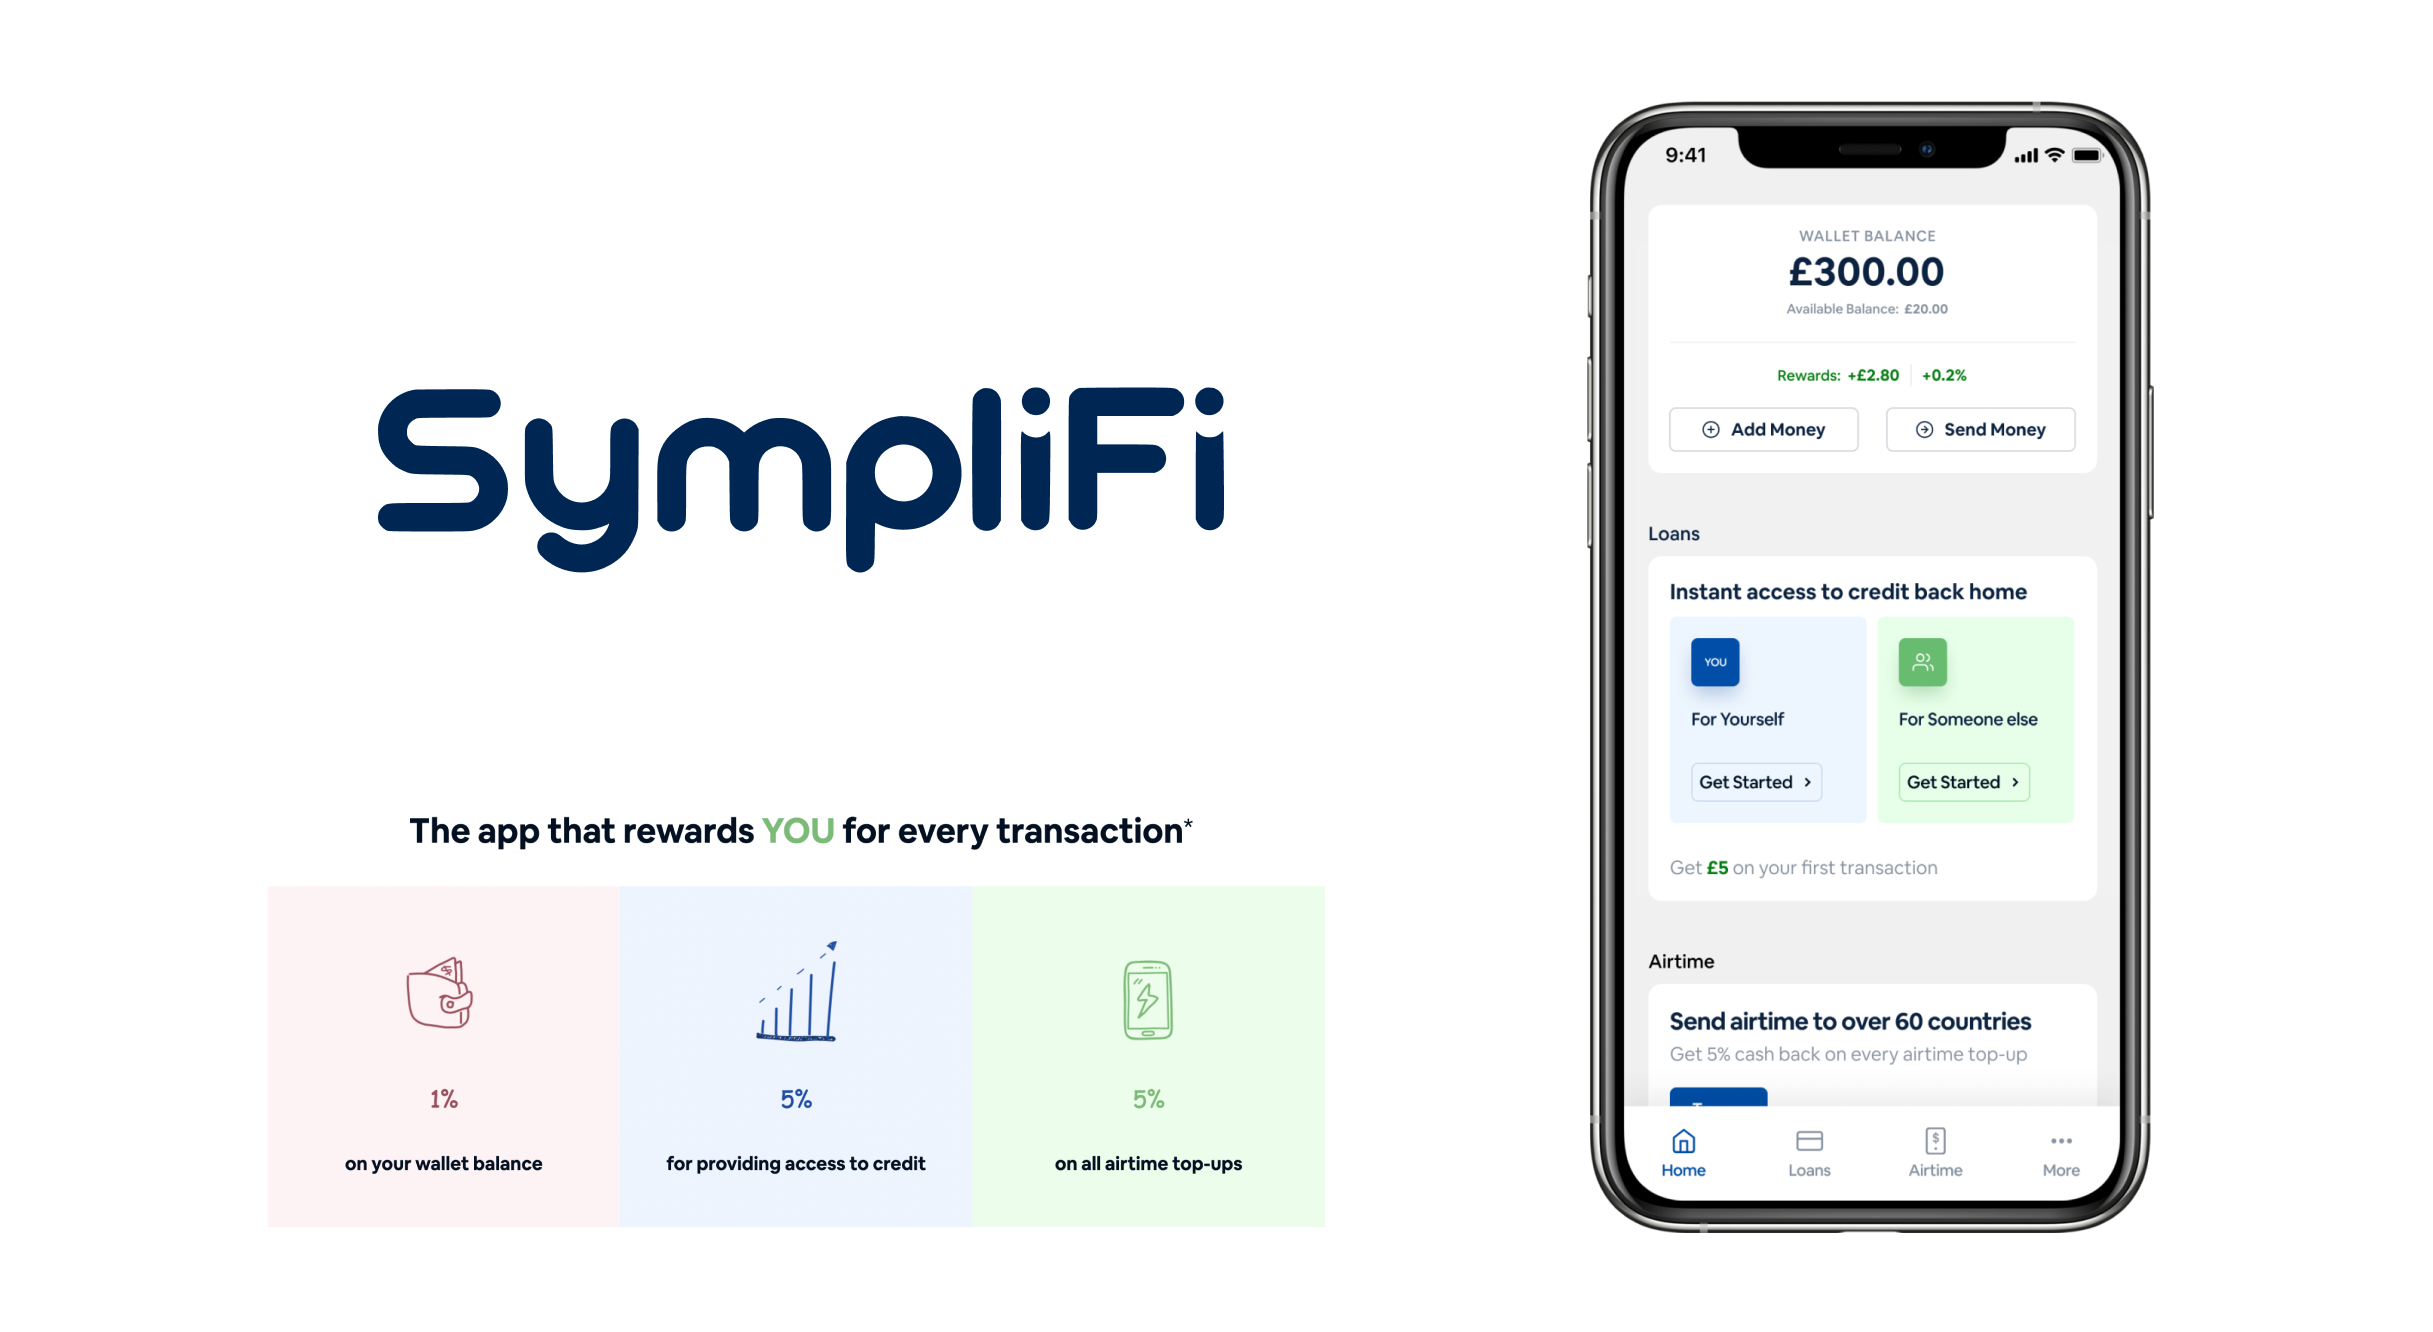 SympliFi
The app that rewards YOU for every transaction*
1%
on your wallet balance
5%
for providing access to credit
5%
on all airtime top-ups
9:41
WALLET BALANCE
£300.00
Available Balance: £20.00
Rewards: +£2.80 +0.2%
Add Money
Send Money
Loans
Instant access to credit back home
YOU
For Yourself
Get Started >
For Someone else
Get Started >
Get £5 on your first transaction
Airtime
Send airtime to over 60 countries
Get 5% cash back on every airtime top-up
Home
Loans
Airtime
More